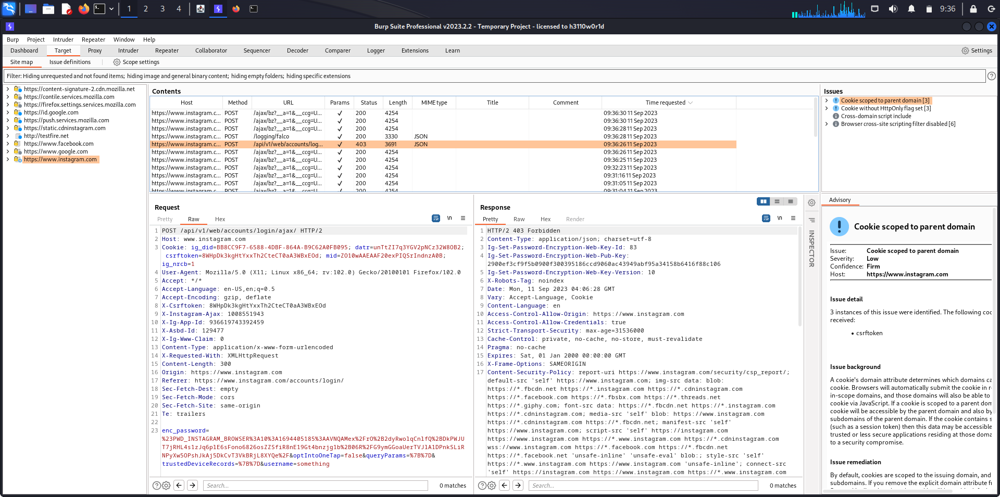 1
2
3
4
9:36
Burp Suite Professional v2023.2.2 - Temporary Project - licensed to h3110w0r1d
Burp Project Intruder Repeater Window Help
Dashboard Target Proxy Intruder Repeater Collaborator Sequencer Decoder Comparer Logger Extensions Learn Settings
Site map Issue definitions Scope settings
Filter: Hiding unrequested and not found items; hiding image and general binary content; hiding empty folders; hiding specific extensions
https://content-signature-2.cdn.mozilla.net
https://contile.services.mozilla.com
https://firefox.settings.services.mozilla.com
https://id.google.com
https://push.services.mozilla.com
https://static.cdninstagram.com
http://testfire.net
https://www.facebook.com
https://www.google.com
https://www.instagram.com
Contents
Host Method URL Params Status Length MIME type Title Comment Time requested
https://www.instagram.c... POST /ajax/bz?__a=1&__ccg=U... ✓ 200 4254 09:36:30 11 Sep 2023
https://www.instagram.c... POST /ajax/bz?__a=1&__ccg=U... ✓ 200 4254 09:36:30 11 Sep 2023
https://www.instagram.c... POST /ajax/bz?__a=1&__ccg=U... ✓ 200 4254 09:36:28 11 Sep 2023
https://www.instagram.c... POST /logging/falco ✓ 200 3330 JSON 09:36:28 11 Sep 2023
https://www.instagram.c... POST /api/v1/web/accounts/log... ✓ 403 3691 JSON 09:36:26 11 Sep 2023
https://www.instagram.c... POST /ajax/bz?__a=1&__ccg=U... ✓ 200 4254 09:36:26 11 Sep 2023
https://www.instagram.c... POST /ajax/bz?__a=1&__ccg=U... ✓ 200 4254 09:36:25 11 Sep 2023
https://www.instagram.c... POST /ajax/bz?__a=1&__ccg=U... ✓ 200 4254 09:32:23 11 Sep 2023
https://www.instagram.c... POST /ajax/bz?__a=1&__ccg=U... ✓ 200 4254 09:31:16 11 Sep 2023
https://www.instagram.c... POST /ajax/bz?__a=1&__ccg=U... ✓ 200 4254 09:31:05 11 Sep 2023
https://www.instagram.c... POST /ajax/bz?__a=1&__ccg=U... ✓ 200 4254 09:31:04 11 Sep 2023
Request
Pretty Raw Hex \n
1 POST /api/v1/web/accounts/login/ajax/ HTTP/2
2 Host: www.instagram.com
3 Cookie: ig_did=BB8CC9F7-6588-4DBF-864A-B9C62A0FB095; datr=unTtZI7q3YGV2pNCz32W8OB2;
csrftoken=8WHpDk3kgHtYxxTh2CteCT0aA3WBxEOd; mid=ZO10wAAEAAF20exPIQSrIndnzA0B;
ig_nrcb=1
4 User-Agent: Mozilla/5.0 (X11; Linux x86_64; rv:102.0) Gecko/20100101 Firefox/102.0
5 Accept: */*
6 Accept-Language: en-US,en;q=0.5
7 Accept-Encoding: gzip, deflate
8 X-Csrftoken: 8WHpDk3kgHtYxxTh2CteCT0aA3WBxEOd
9 X-Instagram-Ajax: 1008551943
10 X-Ig-App-Id: 936619743392459
11 X-Asbd-Id: 129477
12 X-Ig-Www-Claim: 0
13 Content-Type: application/x-www-form-urlencoded
14 X-Requested-With: XMLHttpRequest
15 Content-Length: 300
16 Origin: https://www.instagram.com
17 Referer: https://www.instagram.com/accounts/login/
18 Sec-Fetch-Dest: empty
19 Sec-Fetch-Mode: cors
20 Sec-Fetch-Site: same-origin
21 Te: trailers
22
23 enc_password=
%23PWD_INSTAGRAM_BROWSER%3A10%3A1694405185%3AAVNQAMex%2FrO%2B2dyRwolqCnlfQ%2BDkPWJU
T7jRHL4s1zJq6plE6sFono6826osZZSfiR8nE19Gt4bnzjg1b%2B06R%2FG9ymGGoaUerTVJ1A1DPnkSLiR
NPyXw5OPshJkAj5DkCvT3VkBRjL8XYQe%2F&optIntoOneTap=false&queryParams=%7B%7D&
trustedDeviceRecords=%7B%7D&username=something
Search... 0 matches
Response
Pretty Raw Hex Render \n
1 HTTP/2 403 Forbidden
2 Content-Type: application/json; charset=utf-8
3 Ig-Set-Password-Encryption-Web-Key-Id: 83
4 Ig-Set-Password-Encryption-Web-Pub-Key:
2900ef3cf9f5b0900f300395186ccd9060ac43949abf95a34158b6416f88c106
5 Ig-Set-Password-Encryption-Web-Key-Version: 10
6 X-Robots-Tag: noindex
7 Date: Mon, 11 Sep 2023 04:06:28 GMT
8 Vary: Accept-Language, Cookie
9 Content-Language: en
10 Access-Control-Allow-Origin: https://www.instagram.com
11 Access-Control-Allow-Credentials: true
12 Strict-Transport-Security: max-age=31536000
13 Cache-Control: private, no-cache, no-store, must-revalidate
14 Pragma: no-cache
15 Expires: Sat, 01 Jan 2000 00:00:00 GMT
16 X-Frame-Options: SAMEORIGIN
17 Content-Security-Policy: report-uri https://www.instagram.com/security/csp_report/;
default-src 'self' https://www.instagram.com; img-src data: blob:
https://*.fbcdn.net https://*.instagram.com https://*.cdninstagram.com
https://*.facebook.com https://*.fbsbx.com https://*.threads.net
https://*.giphy.com; font-src data: https://*.fbcdn.net https://*.instagram.com
https://*.cdninstagram.com; media-src 'self' blob: https://www.instagram.com
https://*.cdninstagram.com https://*.fbcdn.net; manifest-src 'self'
https://www.instagram.com; script-src 'self' https://instagram.com
https://www.instagram.com https://*.www.instagram.com https://*.cdninstagram.com
wss://www.instagram.com https://*.facebook.com https://*.fbcdn.net
https://*.facebook.net 'unsafe-inline' 'unsafe-eval' blob:; style-src 'self'
https://*.www.instagram.com https://www.instagram.com 'unsafe-inline'; connect-src
'self' https://instagram.com https://www.instagram.com https://*.www.instagram.com
Search... 0 matches
INSPECTOR
Issues
Cookie scoped to parent domain [3]
Cookie without HttpOnly flag set [3]
Cross-domain script include
Browser cross-site scripting filter disabled [6]
Advisory
Cookie scoped to parent domain
Issue: Cookie scoped to parent domain
Severity: Low
Confidence: Firm
Host: https://www.instagram.com
Issue detail
3 instances of this issue were identified. The following coo
received:
• csrftoken
Issue background
A cookie's domain attribute determines which domains ca
cookie. Browsers will automatically submit the cookie in r
in-scope domains, and those domains will also be able to
cookie via JavaScript. If a cookie is scoped to a parent dom
cookie will be accessible by the parent domain and also by
subdomains of the parent domain. If the cookie contains s
(such as a session token) then this data may be accessible
trusted or less secure applications residing at those doma
to a security compromise.
Issue remediation
By default, cookies are scoped to the issuing domain, and
subdomains. If you remove the explicit domain attribute fr